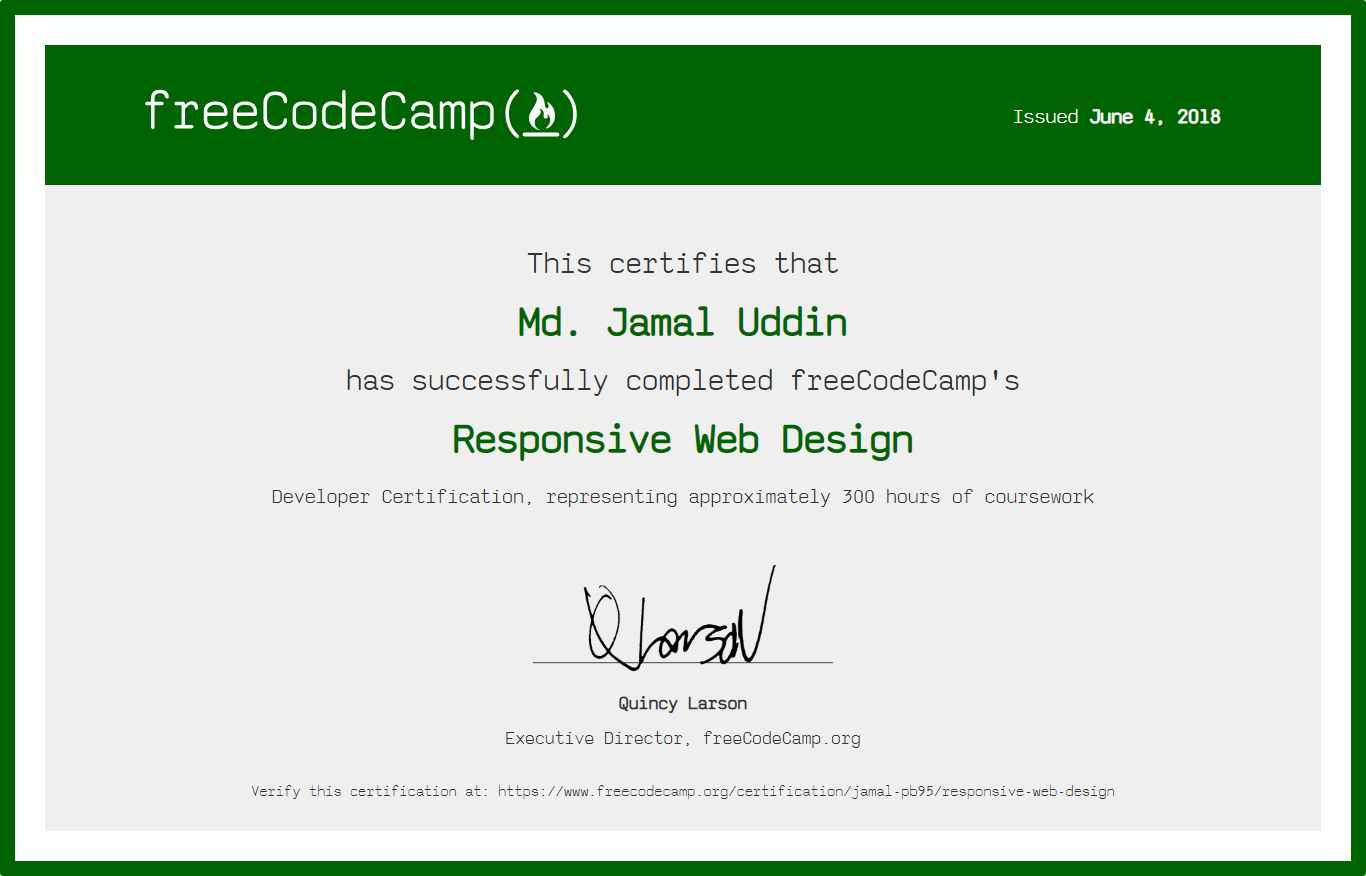 freeCodeCamp(🔥)
Issued June 4, 2018
This certifies that
Md. Jamal Uddin
has successfully completed freeCodeCamp's
Responsive Web Design
Developer Certification, representing approximately 300 hours of coursework
Q Larson
Quincy Larson
Executive Director, freeCodeCamp.org
Verify this certification at: https://www.freecodecamp.org/certification/jamal-pb95/responsive-web-design